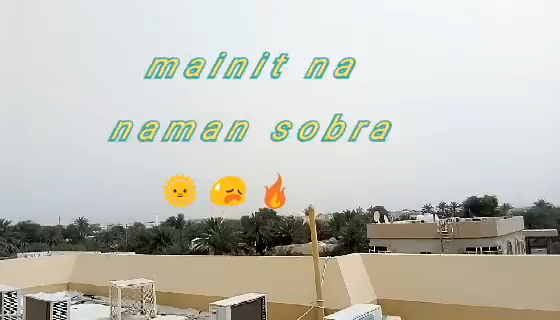 mainit na
naman sobra
🌞 😥 🔥